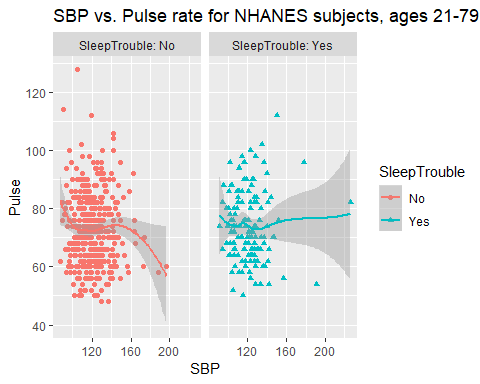 SBP vs. Pulse rate for NHANES subjects, ages 21-79
SleepTrouble: No
SleepTrouble: Yes
120
100
80
60
40
Pulse
120
160
200
120
160
200
SBP
SleepTrouble
No
Yes